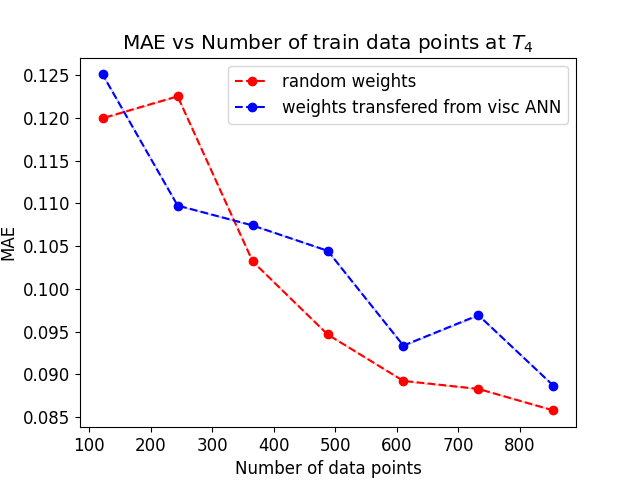 MAE vs Number of train data points at $T_4$
random weights
weights transfered from visc ANN
MAE
0.125
0.120
0.115
0.110
0.105
0.100
0.095
0.090
0.085
100 200 300 400 500 600 700 800
Number of data points